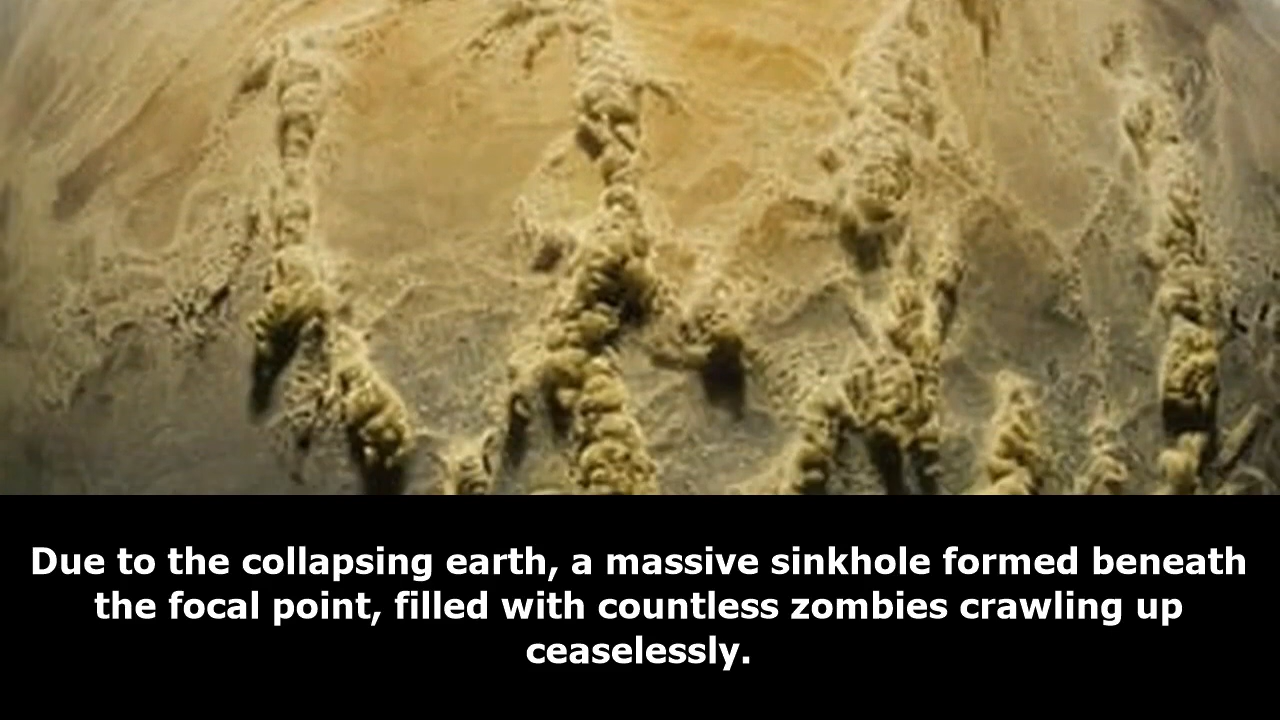 Due to the collapsing earth, a massive sinkhole formed beneath
the focal point, filled with countless zombies crawling up
ceaselessly.